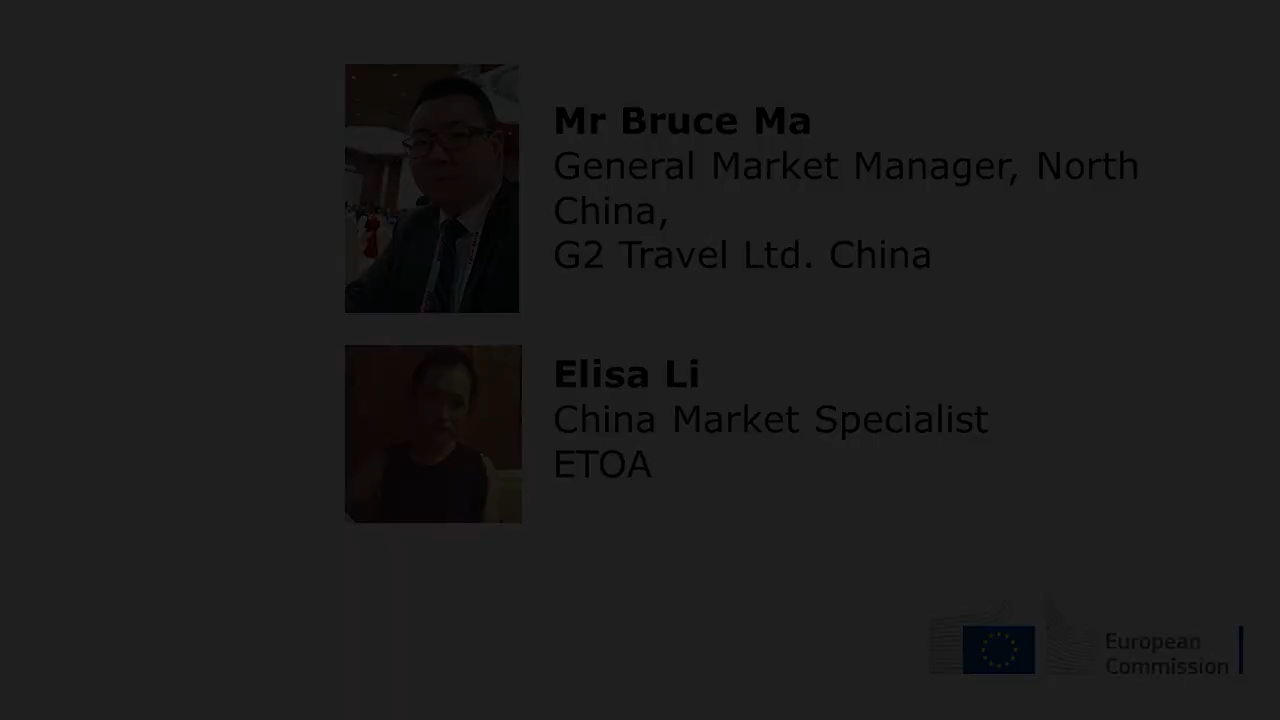 Mr Bruce Ma
General Market Manager, North
China,
G2 Travel Ltd. China
Elisa Li
China Market Specialist
ETOA
European
Commission